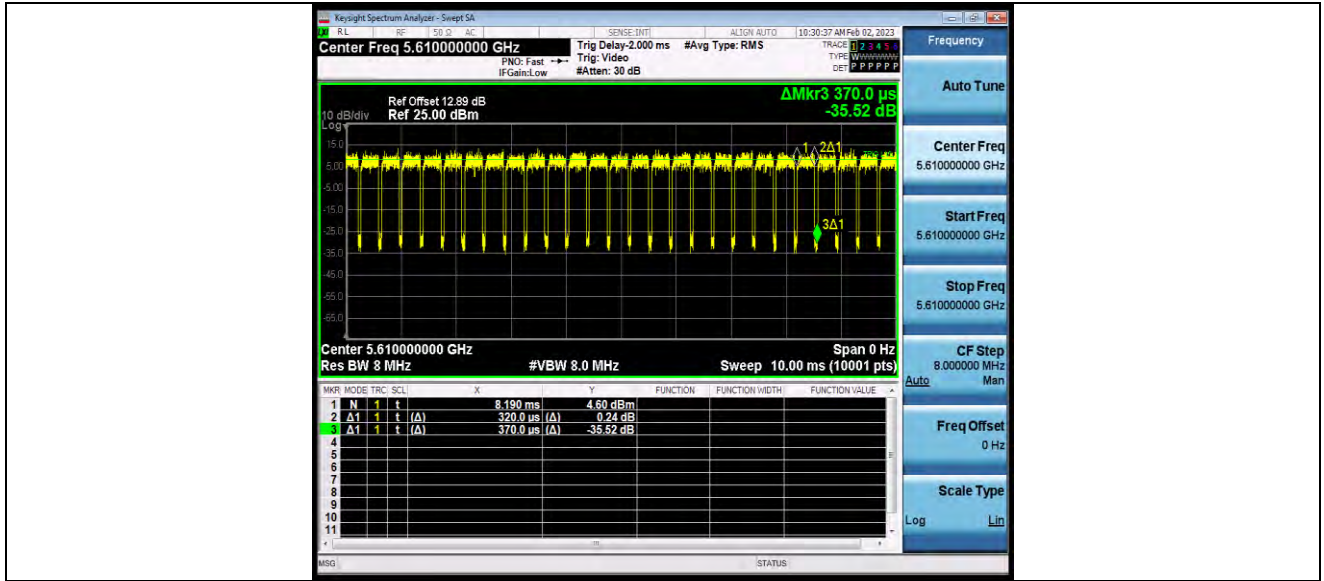 Keysight Spectrum Analyzer - Swept SA
RL RF 50 Ω AC SENSE:INT ALIGN AUTO 10:30:37 AM Feb 02, 2023
Center Freq 5.610000000 GHz Trig Delay-2.000 ms #Avg Type: RMS TRACE 1 2 3 4 5 6
PNO: Fast Trig: Video TYPE WWWWWW
IFGain:Low #Atten: 30 dB DET P P P P P P
Frequency
ΔMkr3 370.0 µs
-35.52 dB
Ref Offset 12.89 dB
10 dB/div Ref 25.00 dBm
Log
15.0
5.00
-5.00
-15.0
-25.0
-35.0
-45.0
-55.0
-65.0
1 2Δ1
3Δ1
Center 5.610000000 GHz Span 0 Hz
Res BW 8 MHz #VBW 8.0 MHz Sweep 10.00 ms (10001 pts)
MKR MODE TRC SCL X Y FUNCTION FUNCTION WIDTH FUNCTION VALUE
1 N 1 t 8.190 ms 4.60 dBm
2 Δ1 1 t (Δ) 320.0 µs (Δ) 0.24 dB
3 Δ1 1 t (Δ) 370.0 µs (Δ) -35.52 dB
4
5
6
7
8
9
10
11
MSG STATUS
Auto Tune
Center Freq
5.610000000 GHz
Start Freq
5.610000000 GHz
Stop Freq
5.610000000 GHz
CF Step
8.000000 MHz
Auto Man
Freq Offset
0 Hz
Scale Type
Log Lin